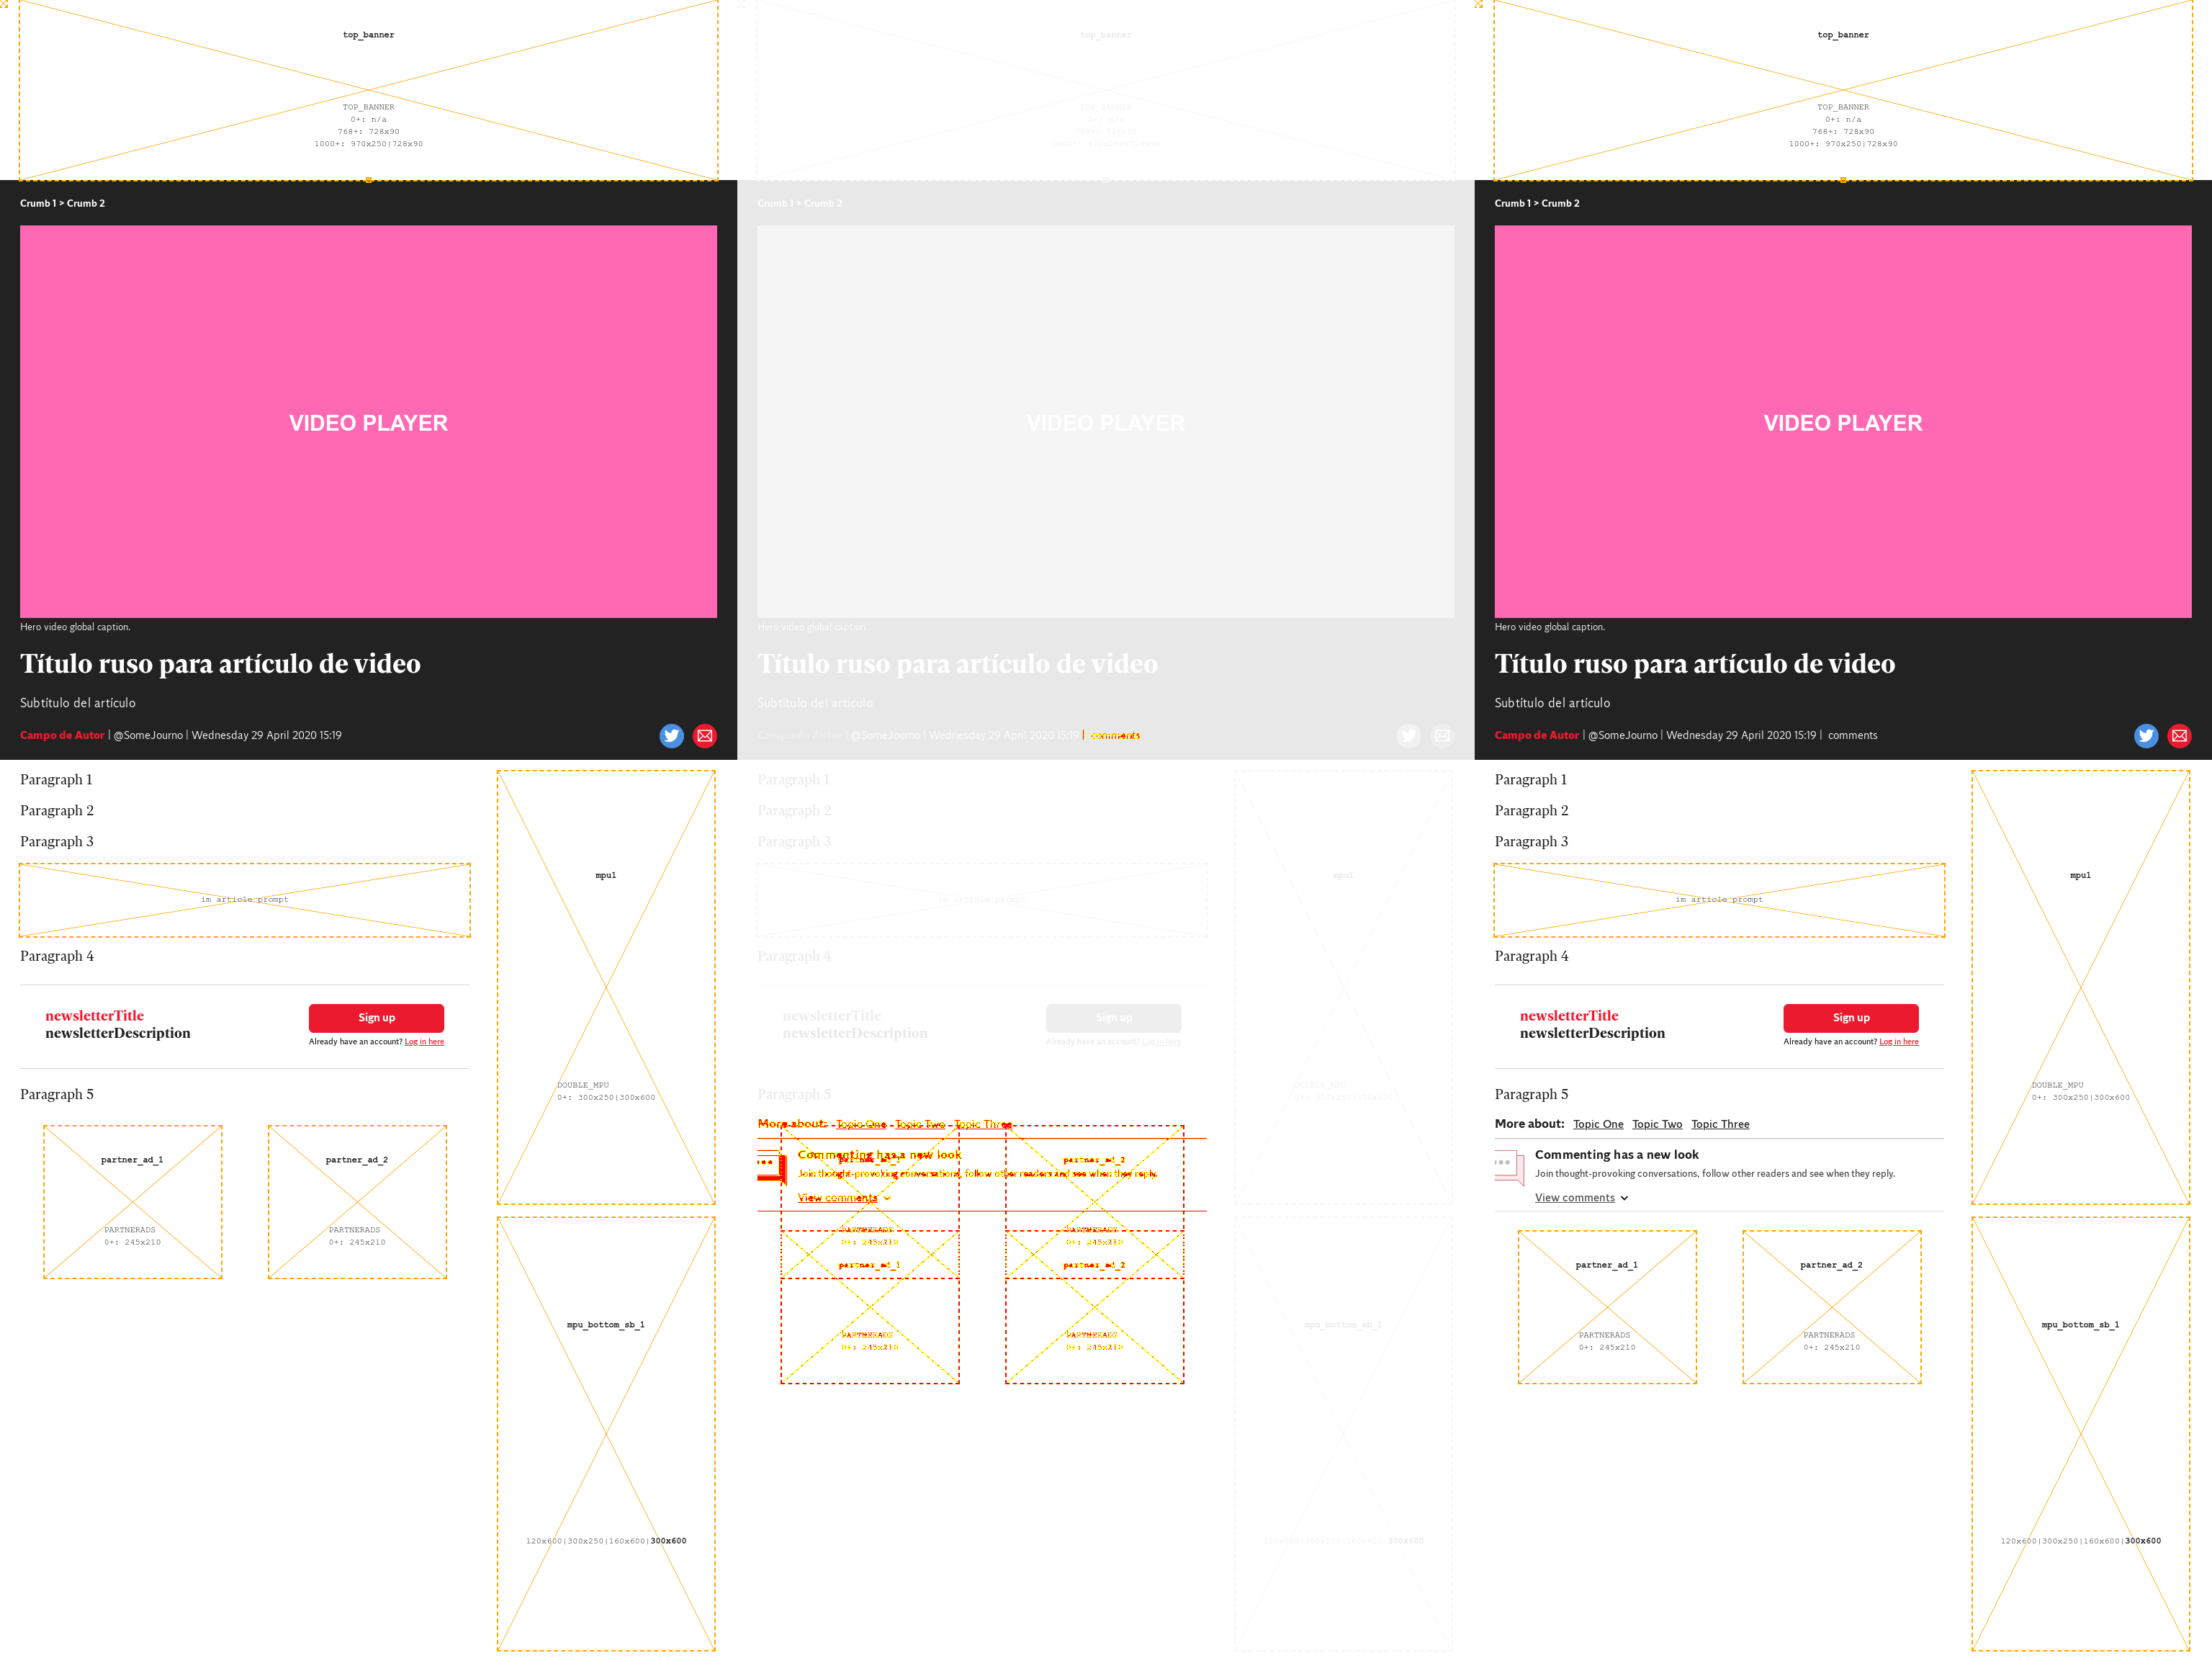 top_banner
TOP_BANNER
0+: n/a
768+: 728x90
1000+: 970x250|728x90
Crumb 1 > Crumb 2
VIDEO PLAYER
Hero video global caption.
Título ruso para artículo de video
Subtítulo del artículo
Campo de Autor | @SomeJourno | Wednesday 29 April 2020 15:19
Paragraph 1
Paragraph 2
Paragraph 3
im article prompt
Paragraph 4
newsletterTitle
newsletterDescription
Sign up
Already have an account? Log in here
Paragraph 5
partner_ad_1
PARTNERADS
0+: 245x210
partner_ad_2
PARTNERADS
0+: 245x210
mpu1
DOUBLE_MPU
0+: 300x250|300x600
mpu_bottom_sb_1
120x600|300x250|160x600|300x600
top_banner
TOP_BANNER
0+: n/a
768+: 728x90
1000+: 970x250|728x90
Crumb 1 > Crumb 2
VIDEO PLAYER
Hero video global caption.
Título ruso para artículo de video
Subtítulo del artículo
Campo de Autor | @SomeJourno | Wednesday 29 April 2020 15:19 | comments
Paragraph 1
Paragraph 2
Paragraph 3
im article prompt
Paragraph 4
newsletterTitle
newsletterDescription
Sign up
Already have an account? Log in here
Paragraph 5
More about: Topic One Topic Two Topic Three
Commenting has a new look
partner_ad_1
partner_ad_2
Join thought-provoking conversations, follow other readers and see when they reply.
View comments
PARTNERADS
0+: 245x210
PARTNERADS
0+: 245x210
partner_ad_1
partner_ad_2
PARTNERADS
0+: 245x210
PARTNERADS
0+: 245x210
mpu1
DOUBLE_MPU
0+: 300x250|300x600
mpu_bottom_sb_1
120x600|300x250|160x600|300x600
top_banner
TOP_BANNER
0+: n/a
768+: 728x90
1000+: 970x250|728x90
Crumb 1 > Crumb 2
VIDEO PLAYER
Hero video global caption.
Título ruso para artículo de video
Subtítulo del artículo
Campo de Autor | @SomeJourno | Wednesday 29 April 2020 15:19 | comments
Paragraph 1
Paragraph 2
Paragraph 3
im article prompt
Paragraph 4
newsletterTitle
newsletterDescription
Sign up
Already have an account? Log in here
Paragraph 5
More about: Topic One Topic Two Topic Three
Commenting has a new look
Join thought-provoking conversations, follow other readers and see when they reply.
View comments
partner_ad_1
PARTNERADS
0+: 245x210
partner_ad_2
PARTNERADS
0+: 245x210
mpu1
DOUBLE_MPU
0+: 300x250|300x600
mpu_bottom_sb_1
120x600|300x250|160x600|300x600